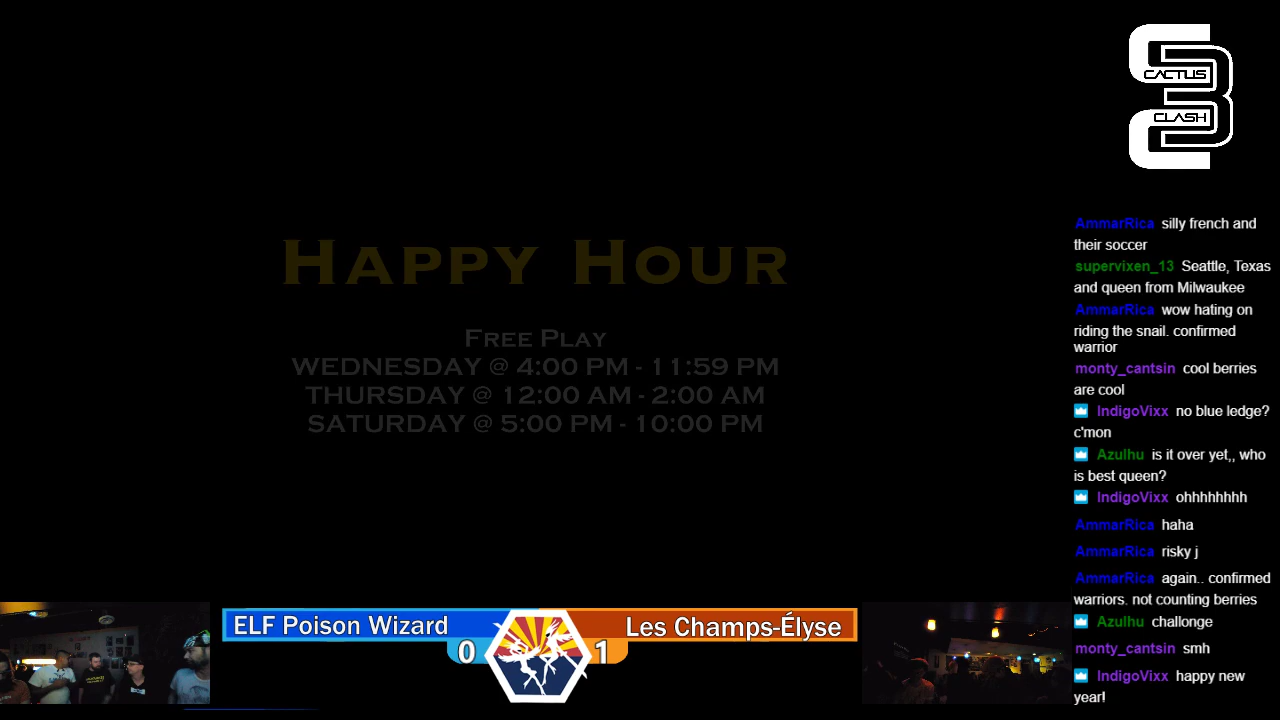 CACTUS
CLASH
Happy Hour
Free Play
WEDNESDAY @ 4:00 PM - 11:59 PM
THURSDAY @ 12:00 AM - 2:00 AM
SATURDAY @ 5:00 PM - 10:00 PM
AmmarRica silly french and
their soccer
supervixen_13 Seattle, Texas
and queen from Milwaukee
AmmarRica wow hating on
riding the snail. confirmed
warrior
monty_cantsin cool berries
are cool
IndigoVixx no blue ledge?
c'mon
Azulhu is it over yet,, who
is best queen?
IndigoVixx ohhhhhhhh
AmmarRica haha
AmmarRica risky j
AmmarRica again.. confirmed
warriors. not counting berries
Azulhu challonge
monty_cantsin smh
IndigoVixx happy new
year!
ELF Poison Wizard
0
Les Champs-Élyse
1